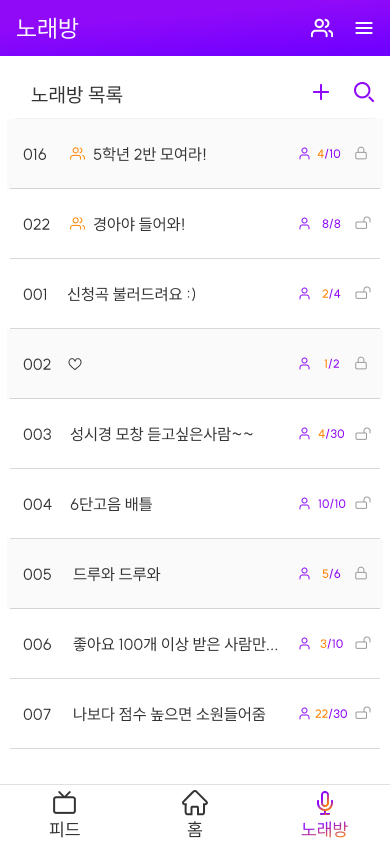 노래방
노래방 목록
016 5학년 2반 모여라! 4/10
022 경아야 들어와! 8/8
001 신청곡 불러드려요 :) 2/4
002 ♡ 1/2
003 성시경 모창 듣고싶은사람~~ 4/30
004 6단고음 배틀 10/10
005 드루와 드루와 5/6
006 좋아요 100개 이상 받은 사람만... 3/10
007 나보다 점수 높으면 소원들어줌 22/30
피드 홈 노래방